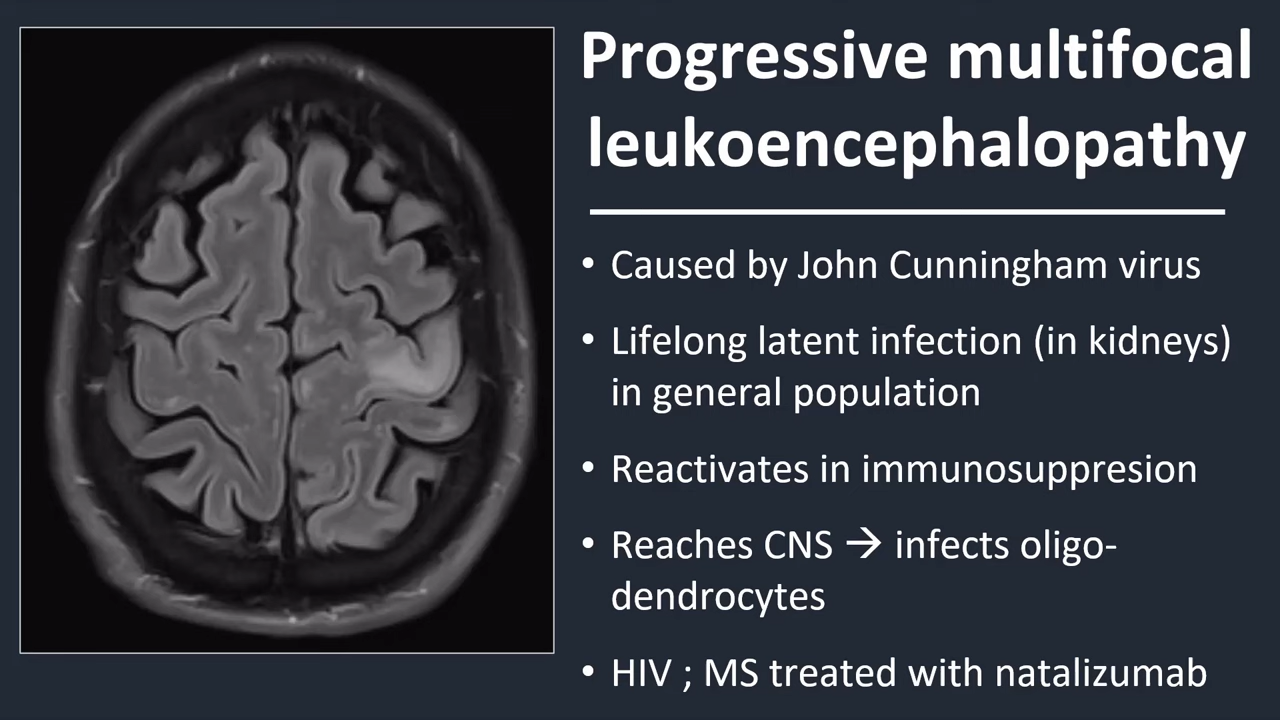 Progressive multifocal
leukoencephalopathy
• Caused by John Cunningham virus
• Lifelong latent infection (in kidneys)
in general population
• Reactivates in immunosuppresion
• Reaches CNS → infects oligo-
dendrocytes
• HIV ; MS treated with natalizumab